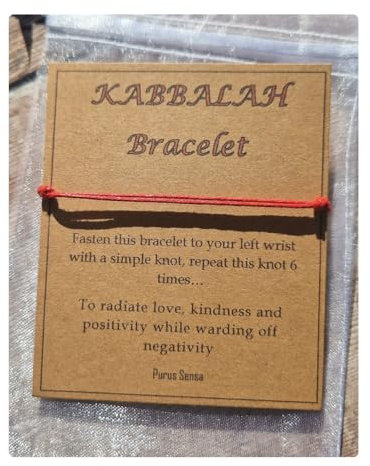 KABBALAH
Bracelet
Fasten this bracelet to your left wrist
with a simple knot, repeat this knot 6
times...
To radiate love, kindness and
positivity while warding off
negativity
Purus Sensa